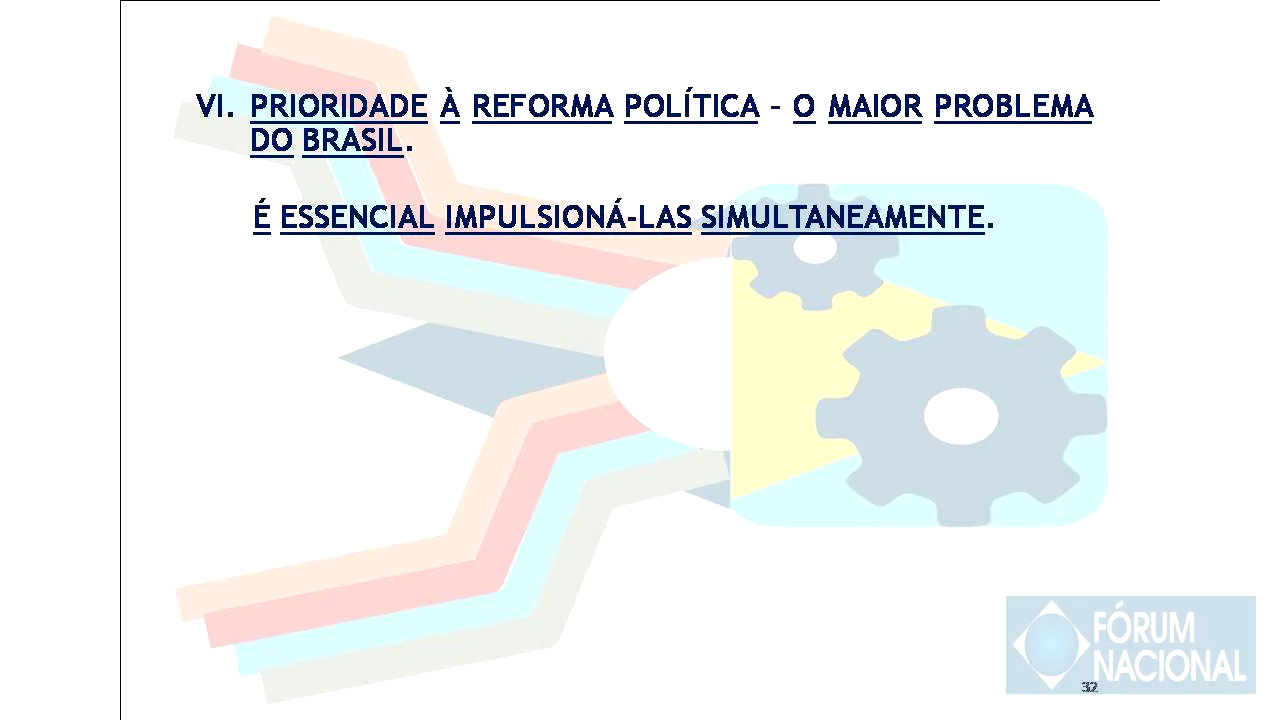 VI. PRIORIDADE À REFORMA POLÍTICA – O MAIOR PROBLEMA
DO BRASIL.
É ESSENCIAL IMPULSIONÁ-LAS SIMULTANEAMENTE.
FÓRUM
NACIONAL
32